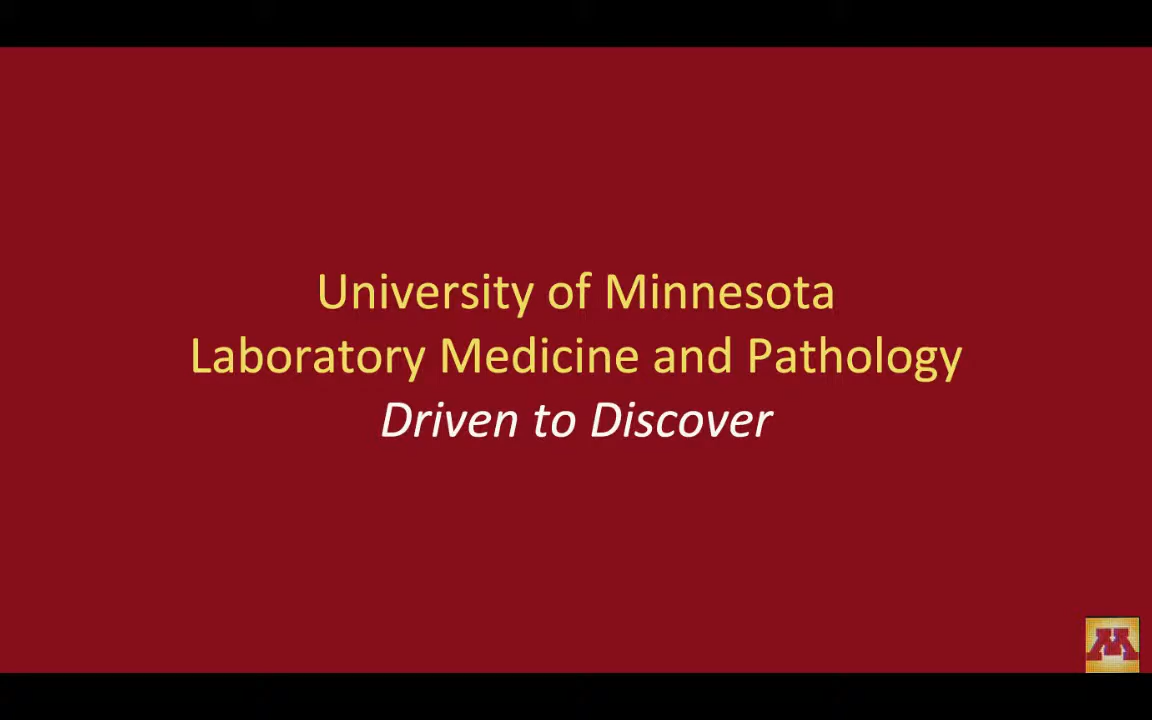 University of Minnesota
Laboratory Medicine and Pathology
Driven to Discover
M